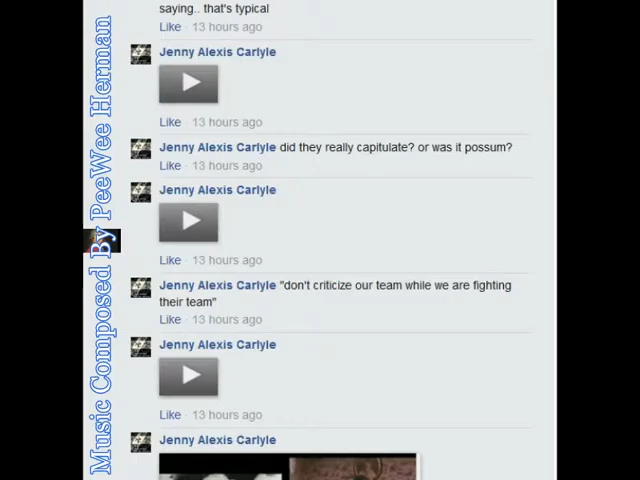 saying.. that's typical
Like · 13 hours ago
Jenny Alexis Carlyle
Like · 13 hours ago
Jenny Alexis Carlyle did they really capitulate? or was it possum?
Like · 13 hours ago
Jenny Alexis Carlyle
Like · 13 hours ago
Jenny Alexis Carlyle "don't criticize our team while we are fighting
their team"
Like · 13 hours ago
Jenny Alexis Carlyle
Like · 13 hours ago
Jenny Alexis Carlyle
Music Composed By PeeWee Herman